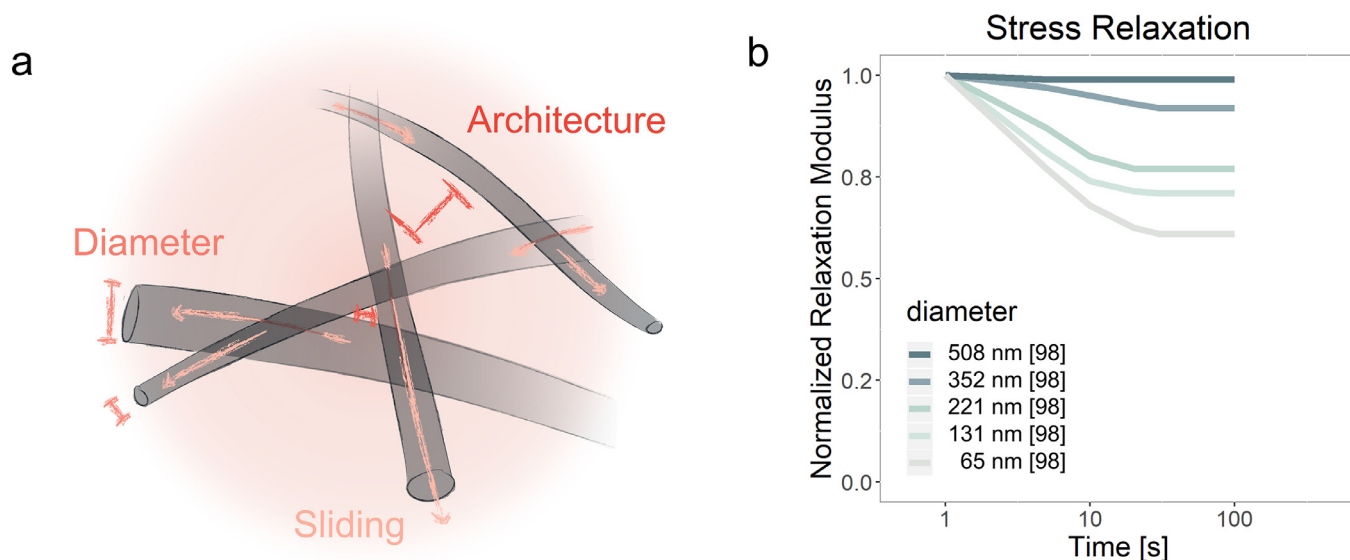 a
Architecture
Diameter
Sliding
b
Stress Relaxation
Normalized Relaxation Modulus
1.0
0.8
0.5
0.2
0.0
diameter
508 nm [98]
352 nm [98]
221 nm [98]
131 nm [98]
65 nm [98]
1 10 100
Time [s]